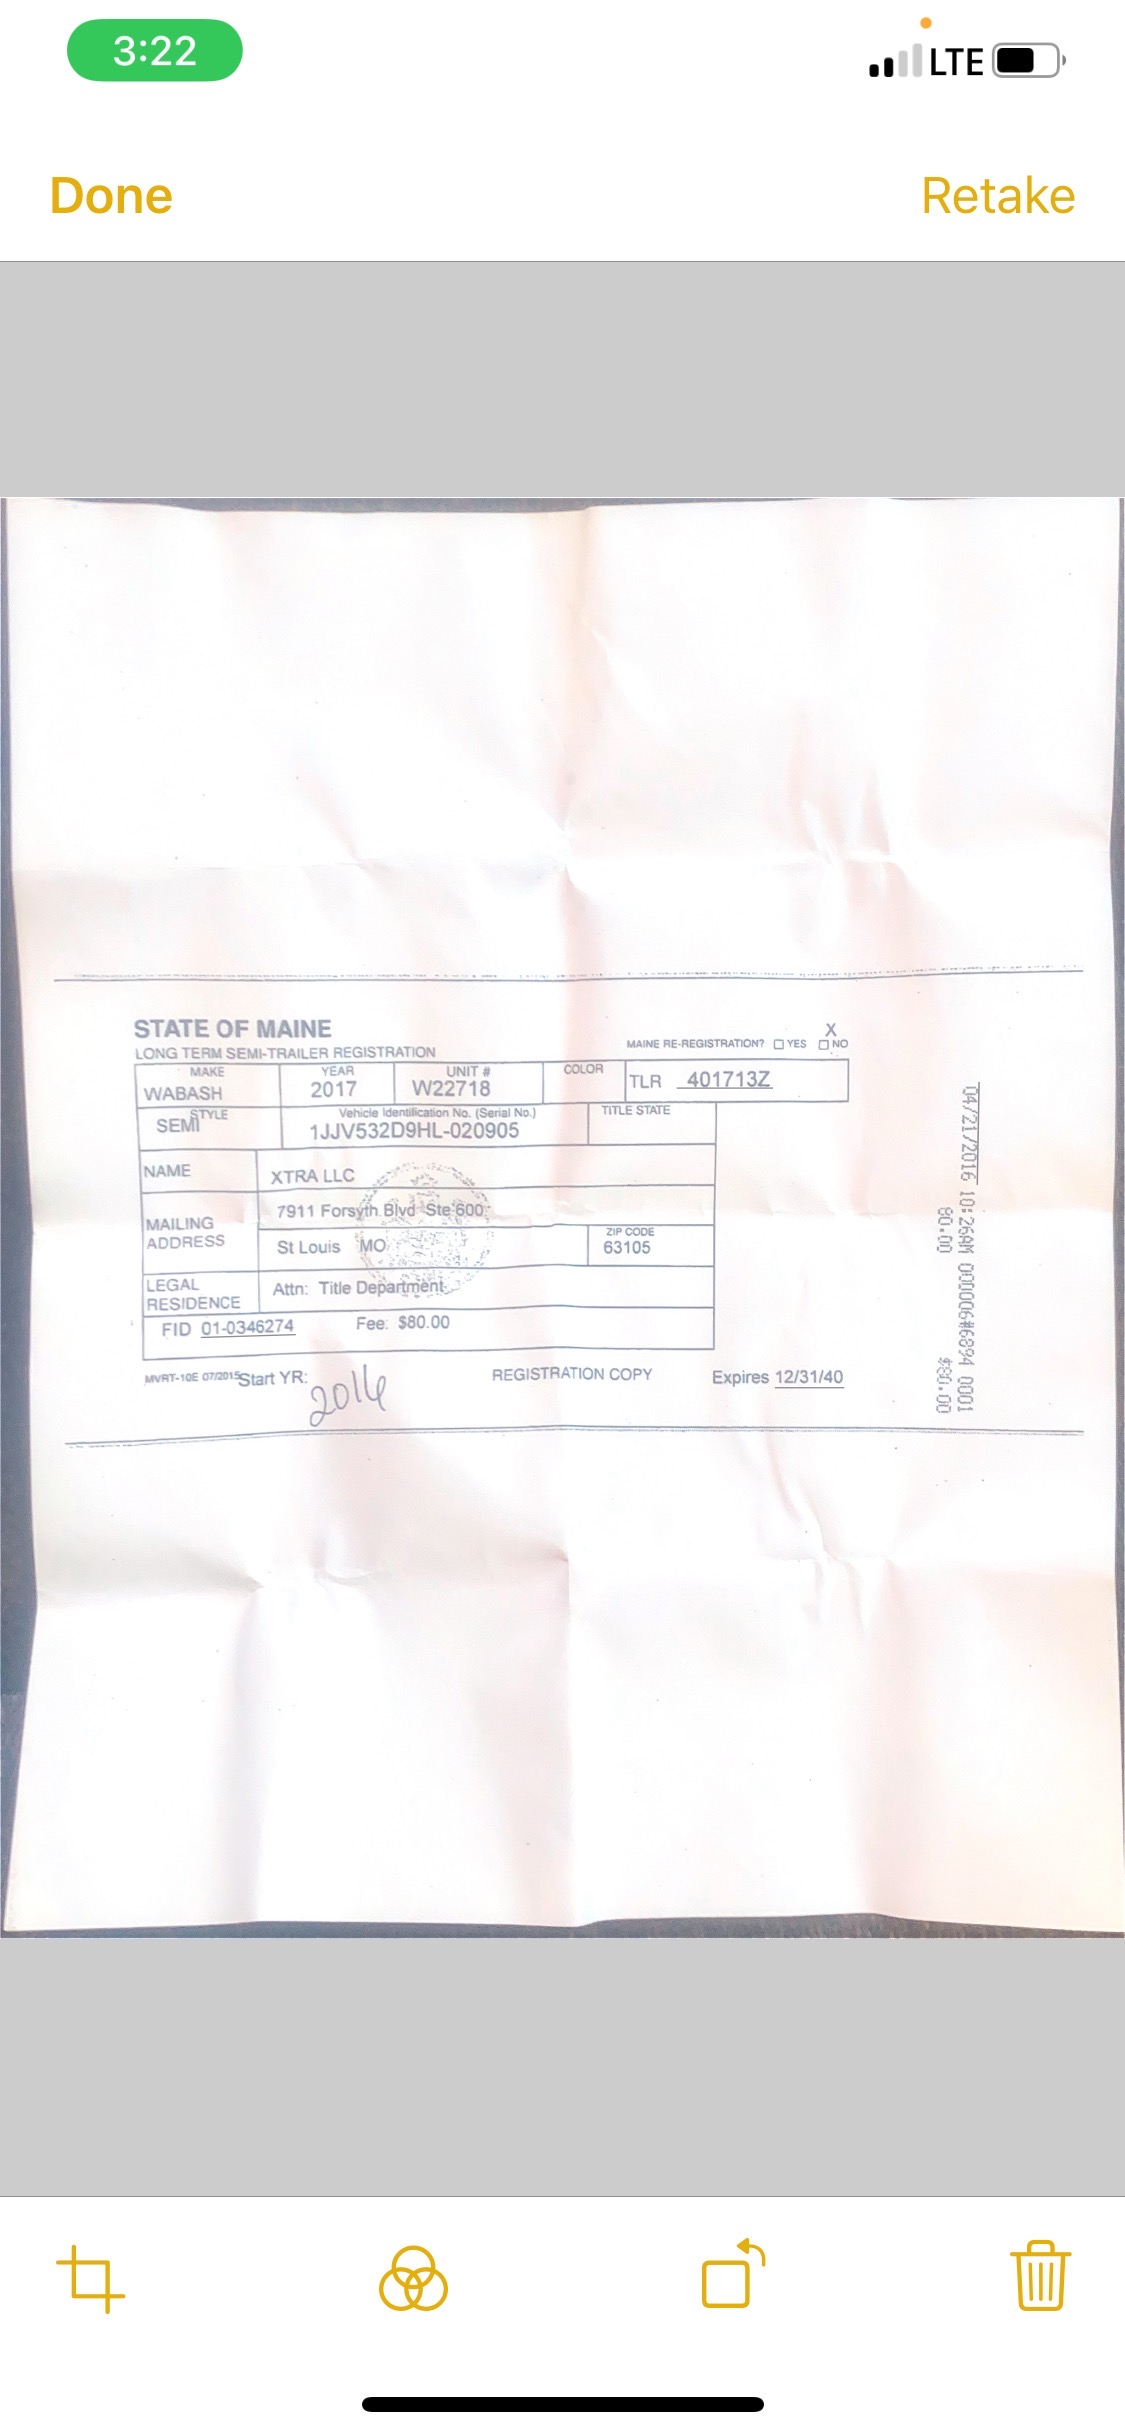 3:22
LTE
Done
Retake
STATE OF MAINE
LONG TERM SEMI-TRAILER REGISTRATION
MAINE RE-REGISTRATION? YES X NO
MAKE YEAR UNIT # COLOR
WABASH 2017 W22718 TLR 401713Z
STYLE Vehicle Identification No. (Serial No.) TITLE STATE
SEMI 1JJV532D9HL-020905
NAME XTRA LLC
MAILING ADDRESS 7911 Forsyth Blvd Ste 600
ZIP CODE
St Louis MO 63105
LEGAL RESIDENCE Attn: Title Department
FID 01-0346274 Fee: $80.00
MVRT-10E 07/2015 Start YR: 2016 REGISTRATION COPY Expires 12/31/40
04/21/2016 10:26AM 000006#6894 0001
80.00 $80.00